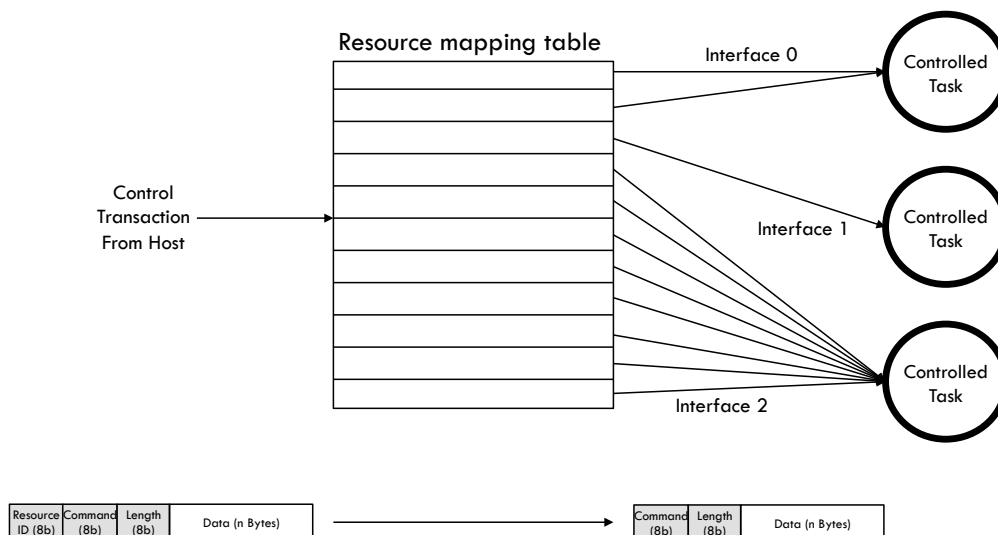 Resource mapping table
Interface 0
Controlled
Task
Control
Transaction
From Host
Interface 1
Controlled
Task
Controlled
Task
Interface 2
Resource
ID (8b)
Command
(8b)
Length
(8b)
Data (n Bytes)
Command
(8b)
Length
(8b)
Data (n Bytes)